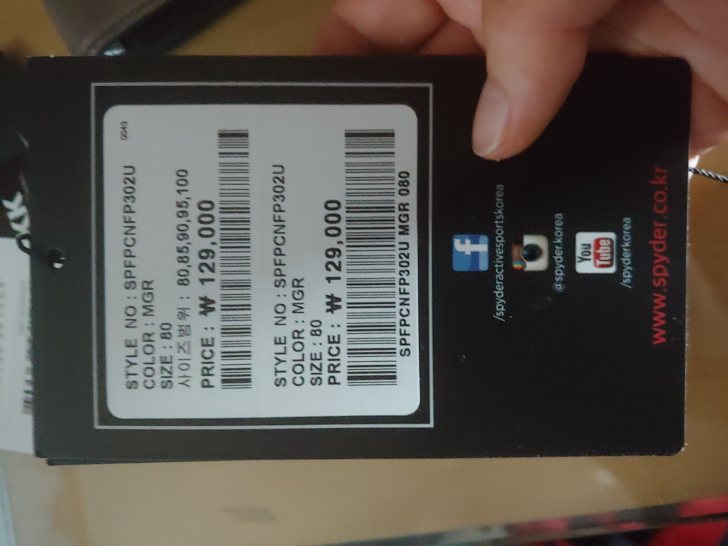 0045
STYLE NO : SPFPCNFP302U
COLOR : MGR
SIZE : 80
사이즈범위 : 80,85,90,95,100
PRICE : ₩ 129,000
STYLE NO : SPFPCNFP302U
COLOR : MGR
SIZE : 80
PRICE : ₩ 129,000
SPFPCNFP302U MGR 080
f
/spyderactivesportskorea
@spyder.korea
You
Tube
/spyderkorea
www.spyder.co.kr